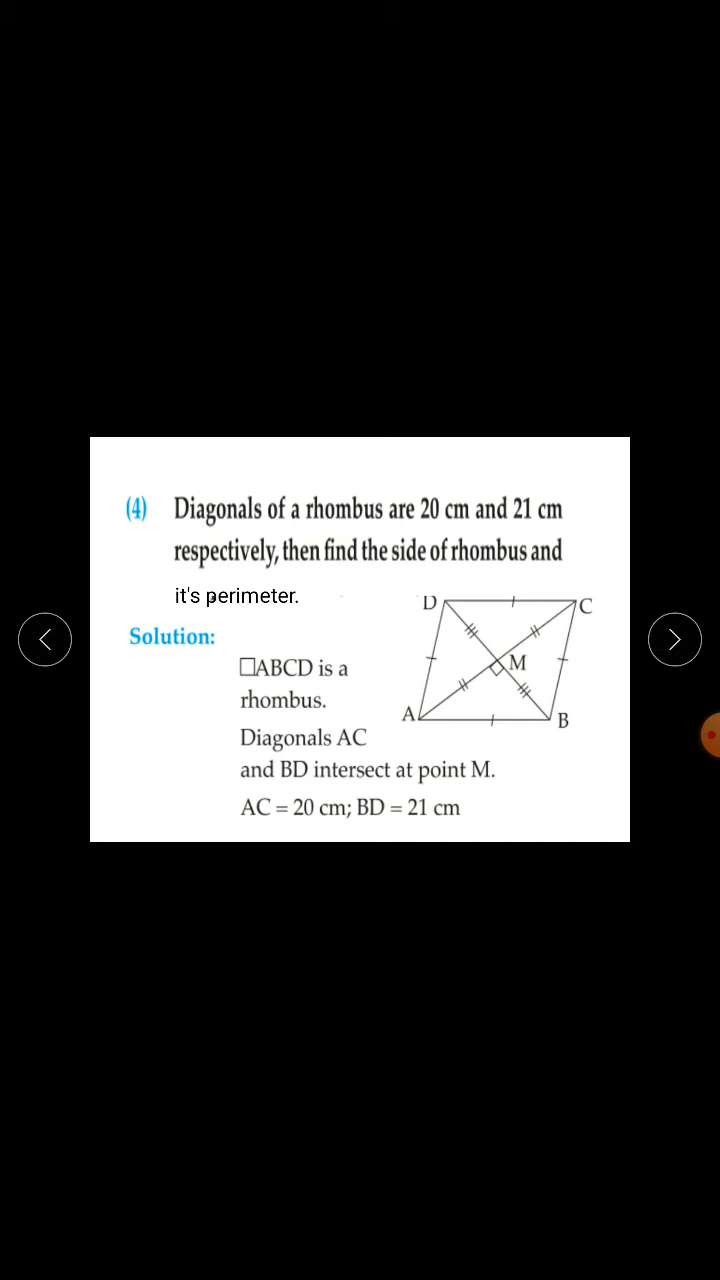 (4) Diagonals of a rhombus are 20 cm and 21 cm
respectively, then find the side of rhombus and
it's perimeter.
Solution:
□ABCD is a
rhombus.
Diagonals AC
and BD intersect at point M.
AC = 20 cm; BD = 21 cm
D
C
M
A
B